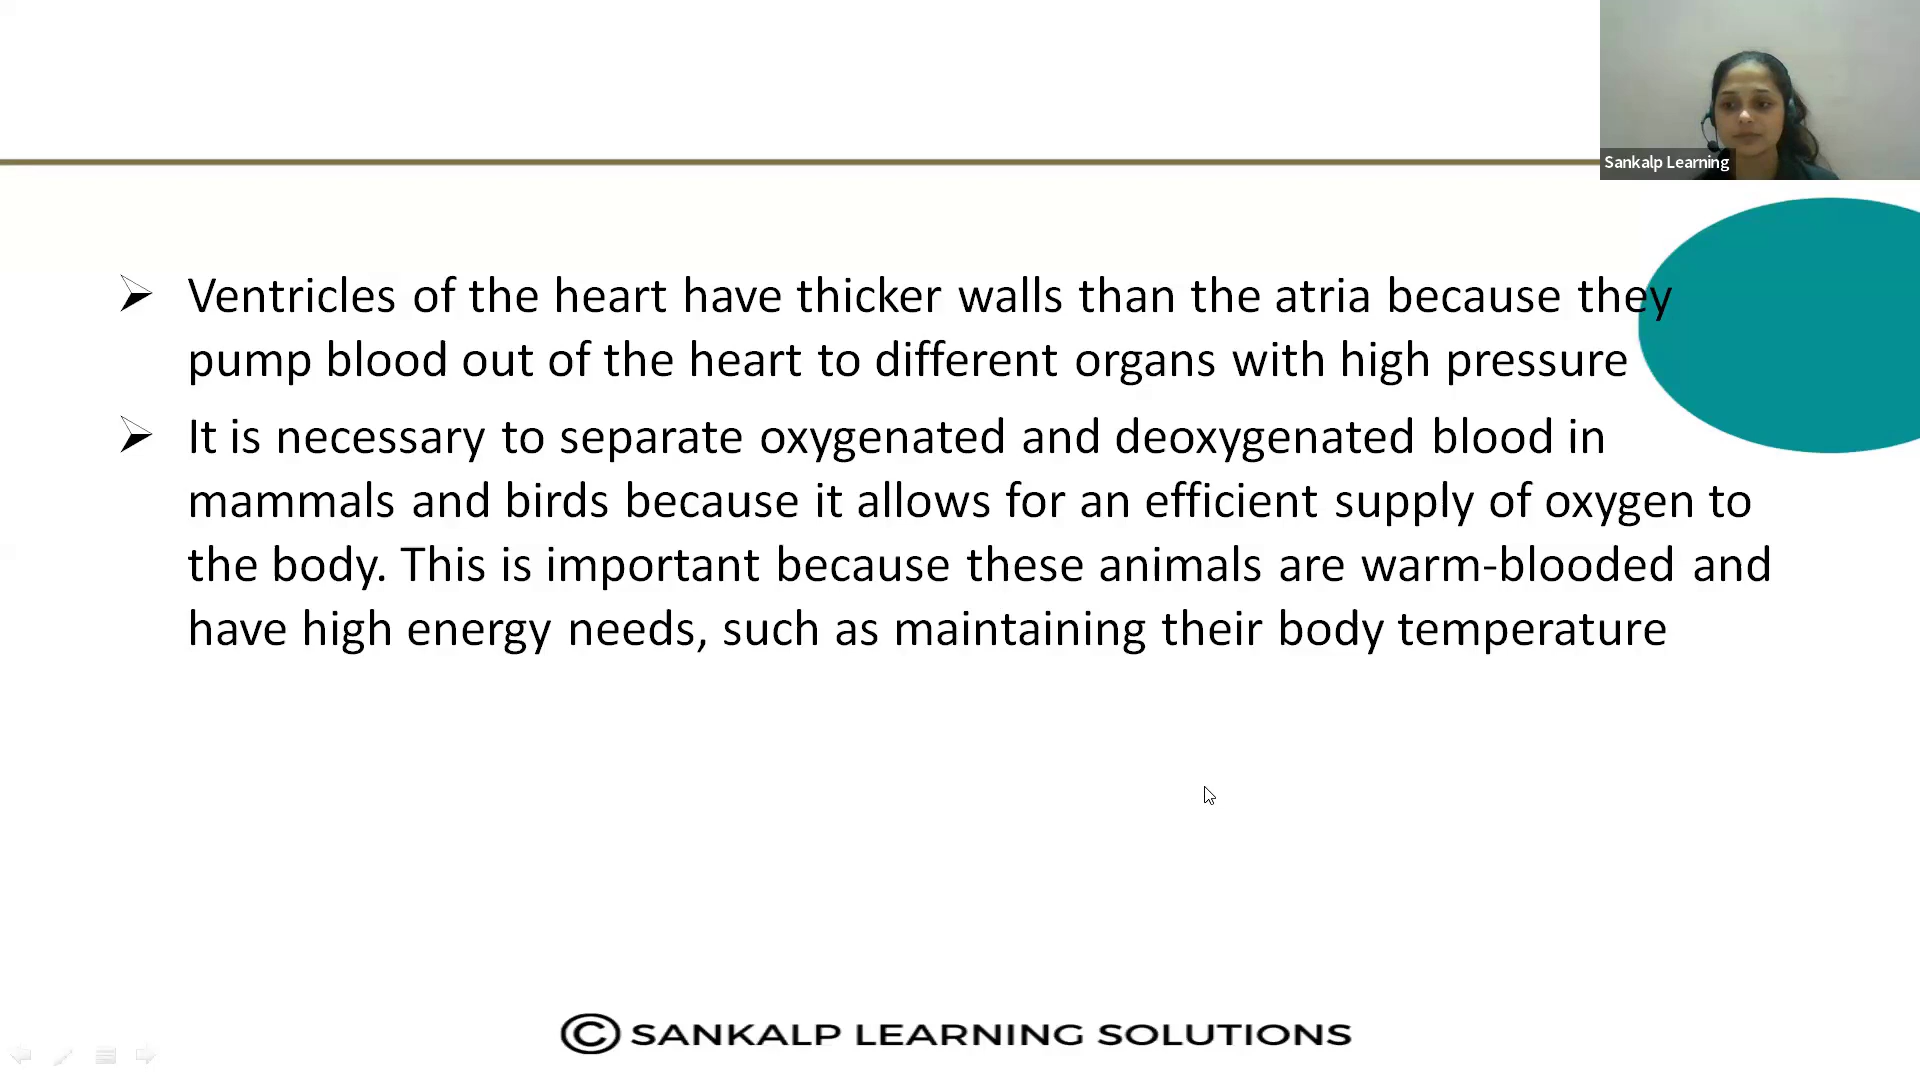 Sankalp Learning
➢ Ventricles of the heart have thicker walls than the atria because they
pump blood out of the heart to different organs with high pressure
➢ It is necessary to separate oxygenated and deoxygenated blood in
mammals and birds because it allows for an efficient supply of oxygen to
the body. This is important because these animals are warm-blooded and
have high energy needs, such as maintaining their body temperature
© SANKALP LEARNING SOLUTIONS